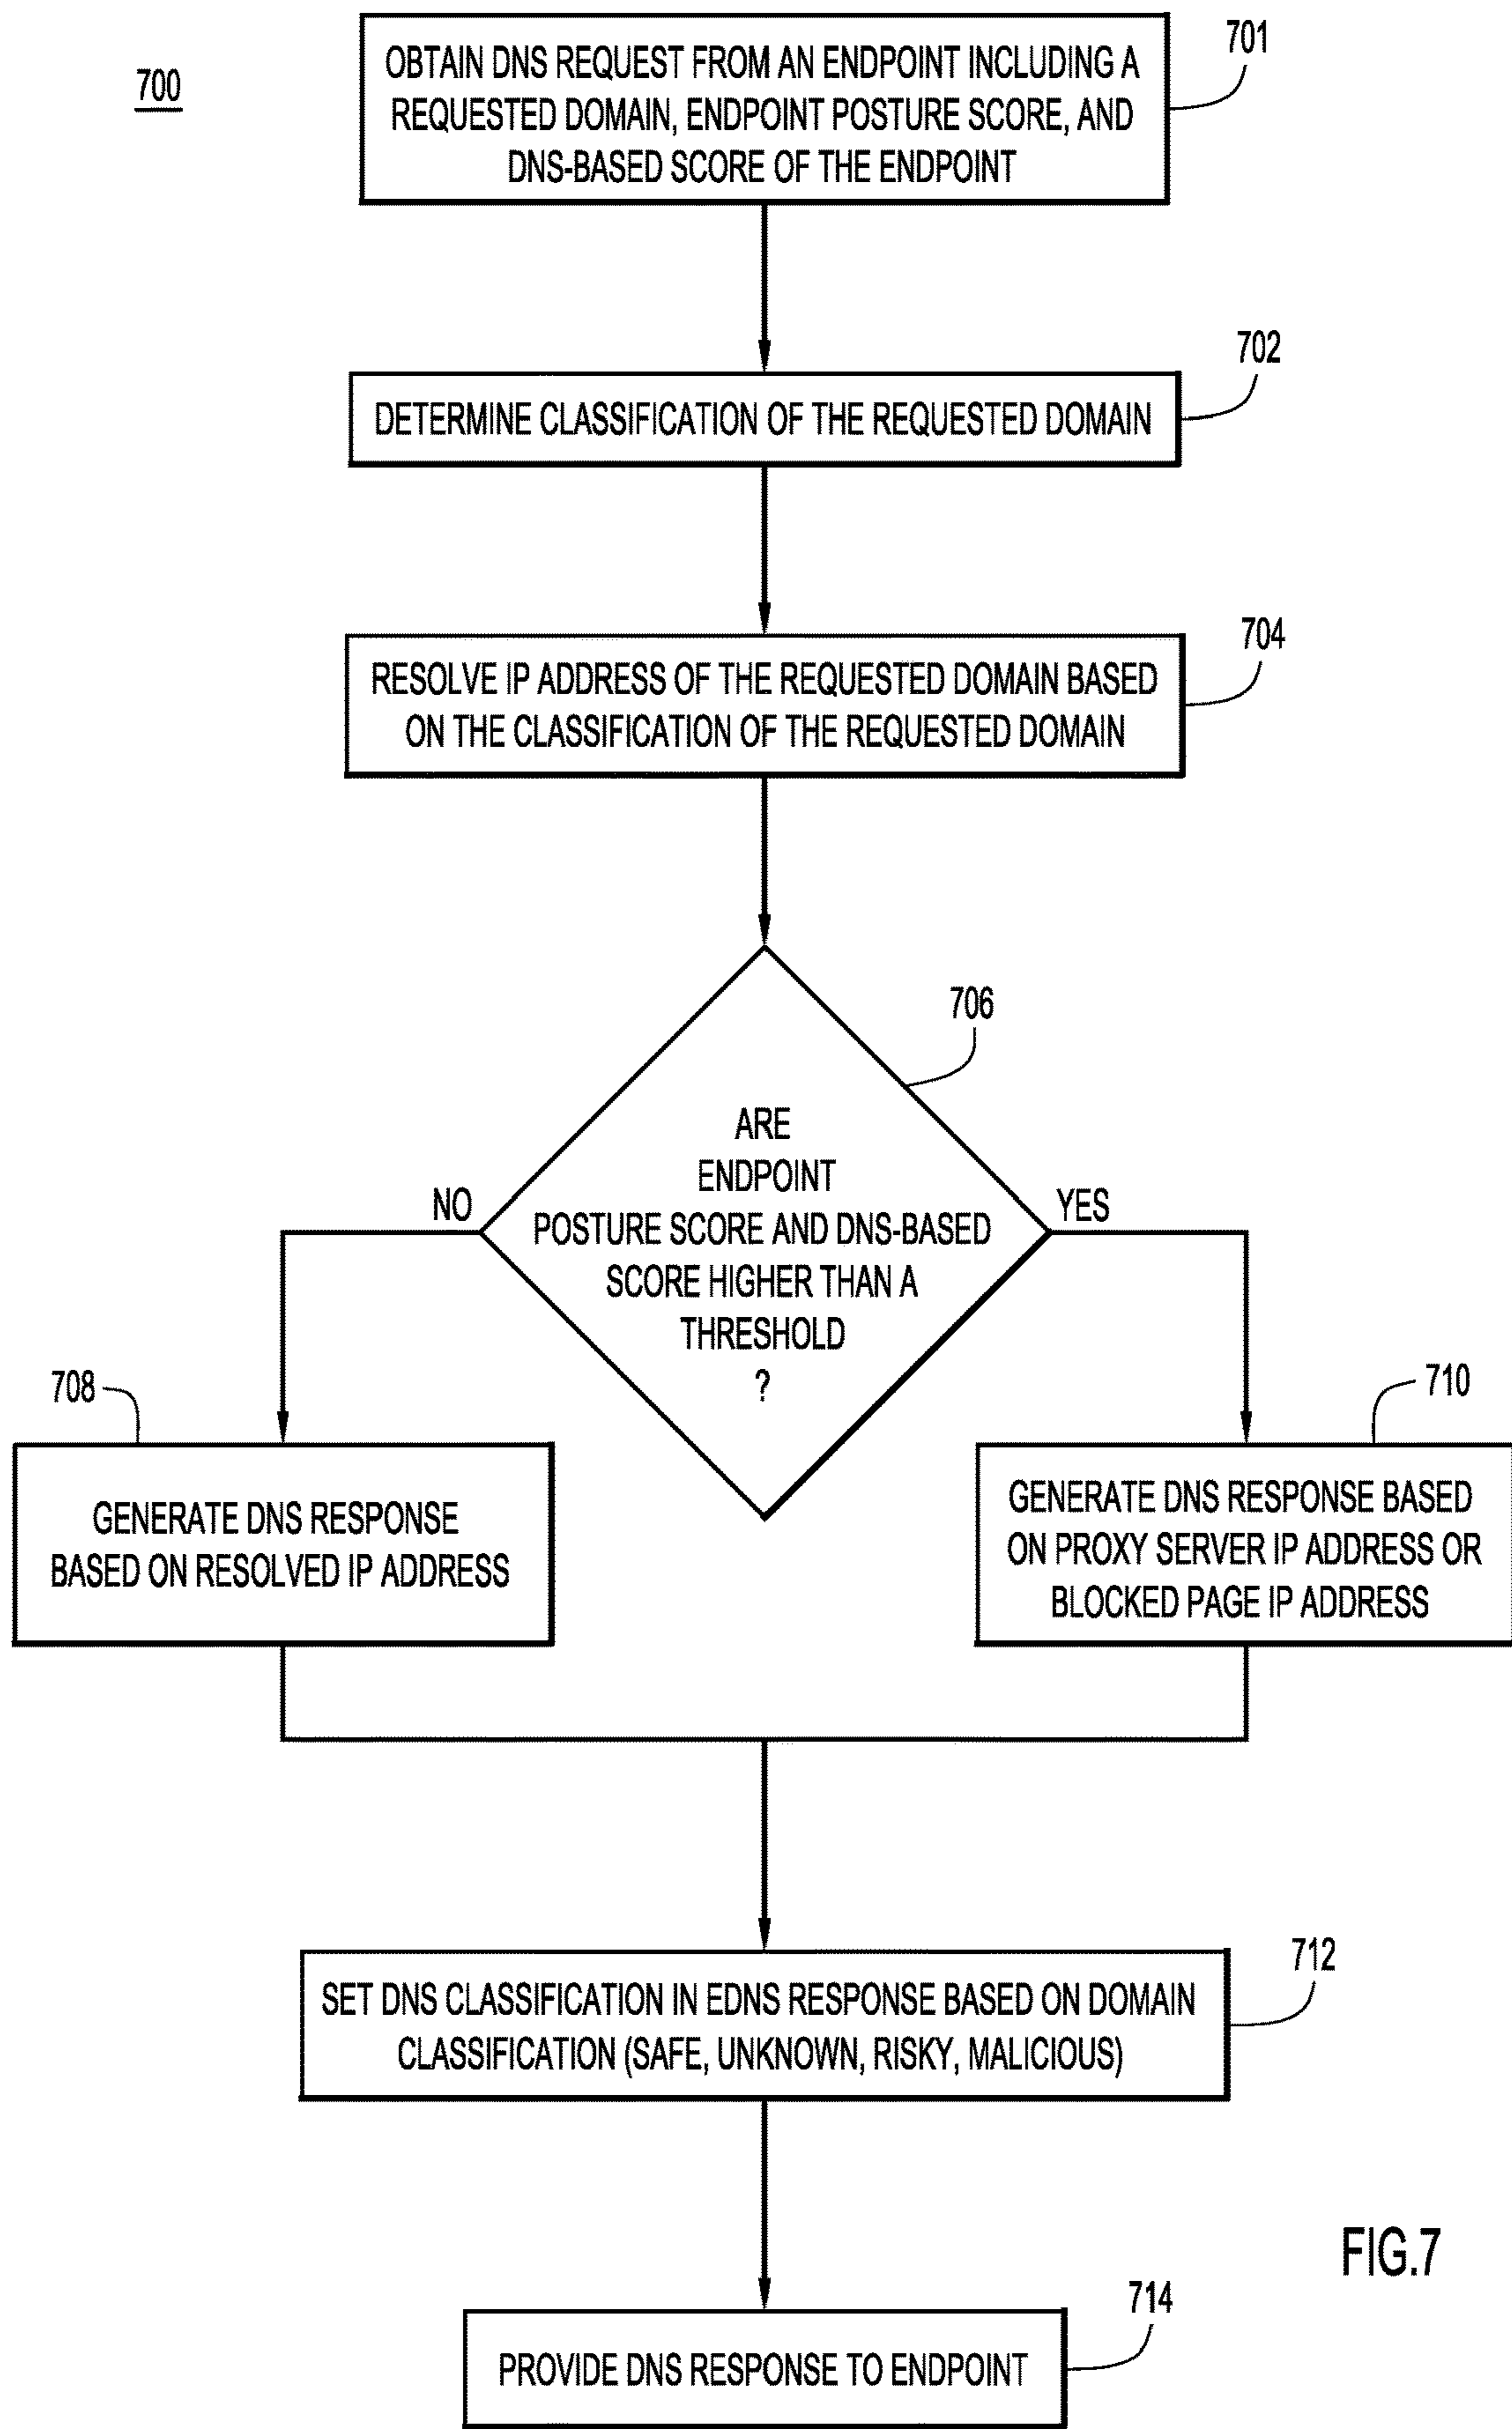 700
OBTAIN DNS REQUEST FROM AN ENDPOINT INCLUDING A
REQUESTED DOMAIN, ENDPOINT POSTURE SCORE, AND
DNS-BASED SCORE OF THE ENDPOINT
701
DETERMINE CLASSIFICATION OF THE REQUESTED DOMAIN
702
RESOLVE IP ADDRESS OF THE REQUESTED DOMAIN BASED
ON THE CLASSIFICATION OF THE REQUESTED DOMAIN
704
706
ARE
ENDPOINT
POSTURE SCORE AND DNS-BASED
SCORE HIGHER THAN A
THRESHOLD
?
NO
YES
708
GENERATE DNS RESPONSE
BASED ON RESOLVED IP ADDRESS
710
GENERATE DNS RESPONSE BASED
ON PROXY SERVER IP ADDRESS OR
BLOCKED PAGE IP ADDRESS
712
SET DNS CLASSIFICATION IN EDNS RESPONSE BASED ON DOMAIN
CLASSIFICATION (SAFE, UNKNOWN, RISKY, MALICIOUS)
714
PROVIDE DNS RESPONSE TO ENDPOINT
FIG.7